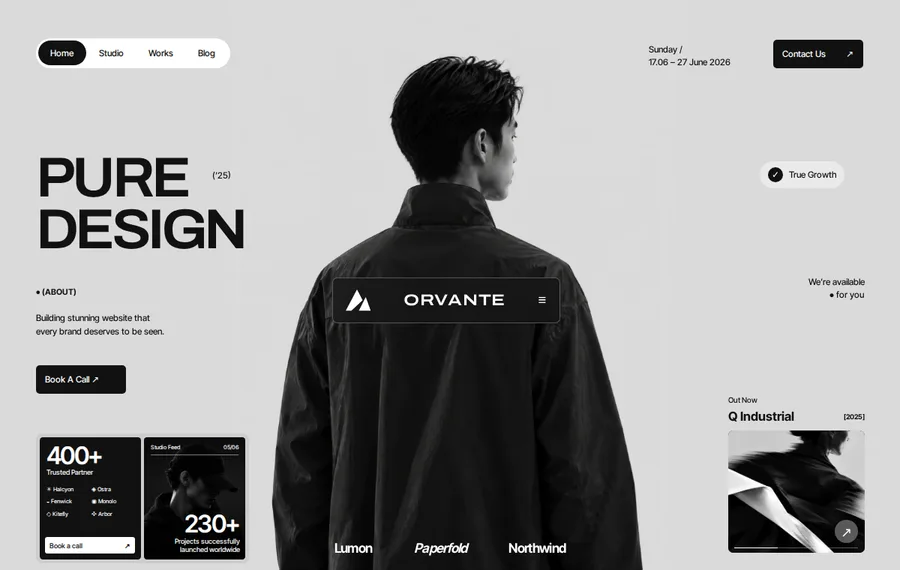 Home Studio Works Blog
Sunday /
17.06 – 27 June 2026
Contact Us ↗
PURE
('25)
DESIGN
✓ True Growth
• (ABOUT)
Building stunning website that
every brand deserves to be seen.
Book A Call ↗
We're available
• for you
ORVANTE
400+
Trusted Partner
Halcyon Ostra
Fenwick Monolo
Kitefly Arbor
Book a call ↗
Studio Feed 05/06
230+
Projects successfully
launched worldwide
Lumon Paperfold Northwind
Out Now
Q Industrial [2025]